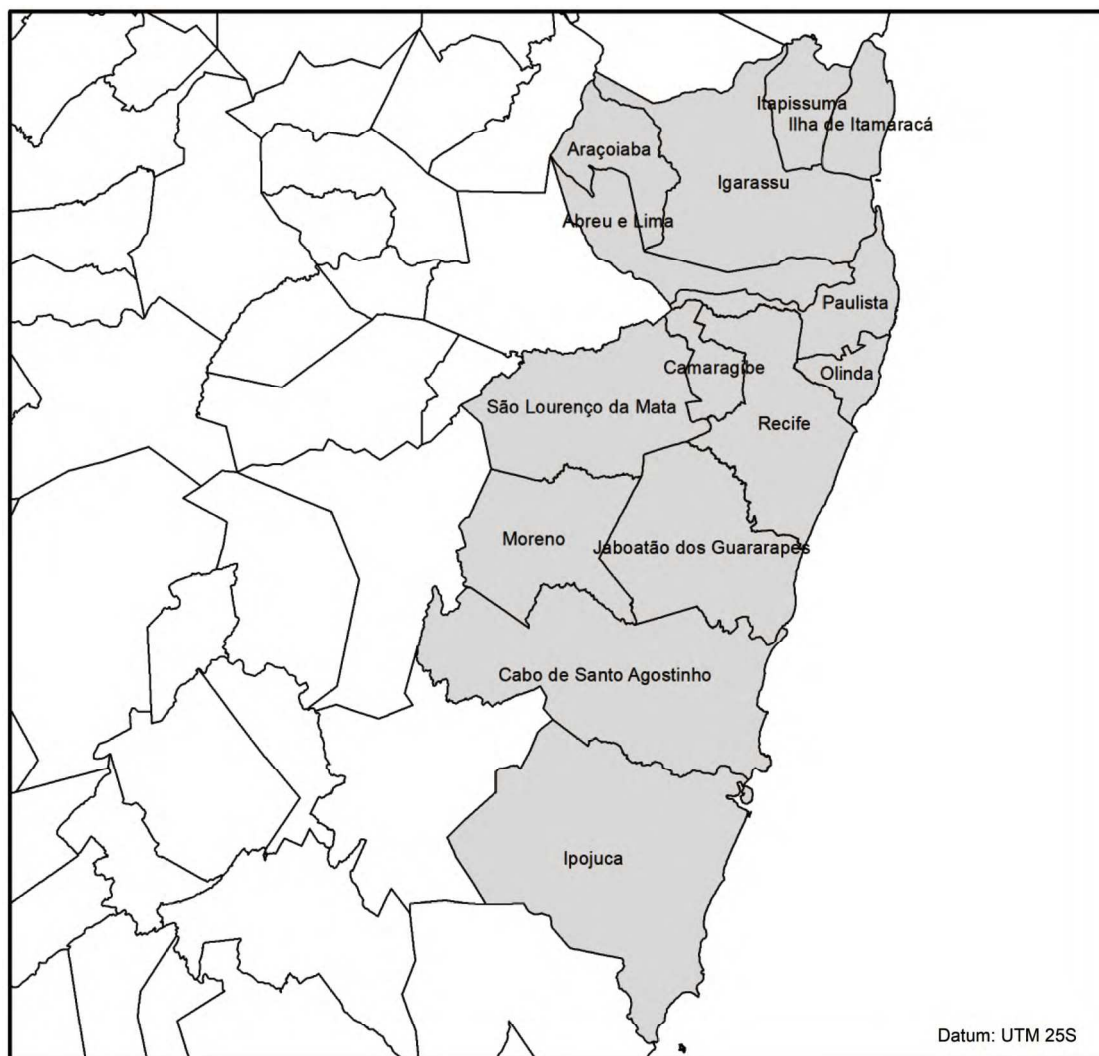 Itapissuma
Ilha de Itamaracá
Araçoiaba
Igarassu
Abreu e Lima
Paulista
Camaragibe
Olinda
São Lourenço da Mata
Recife
Moreno
Jaboatão dos Guararapes
Cabo de Santo Agostinho
Ipojuca
Datum: UTM 25S